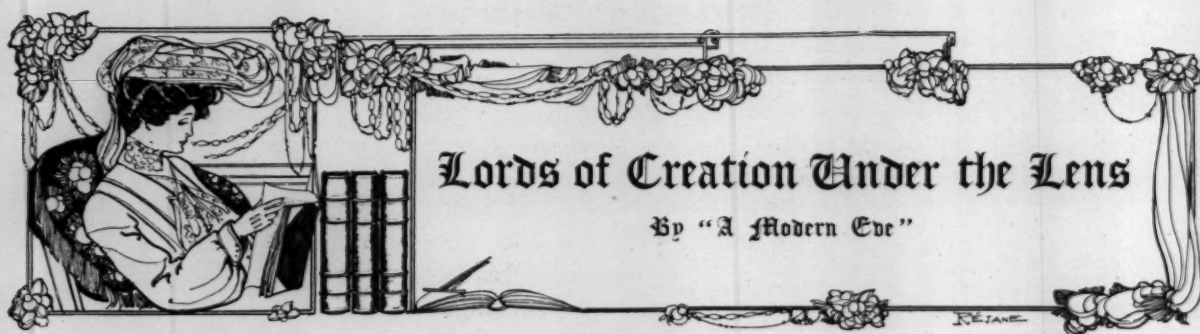 Lords of Creation Under the Lens
By “A Modern Eve”
RÉJANE